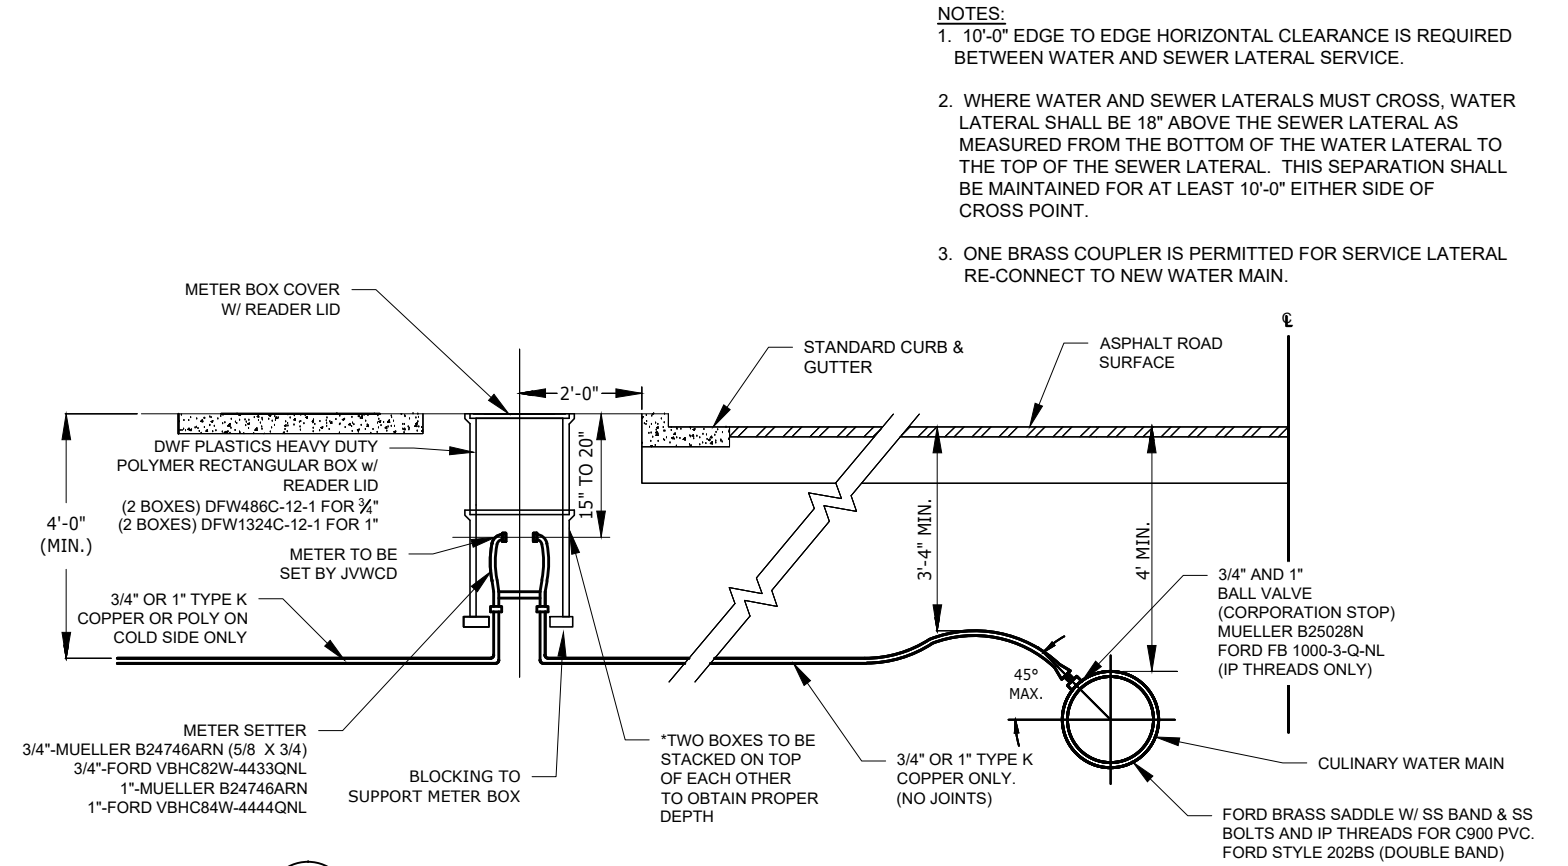 NOTES:
1. 10'-0" EDGE TO EDGE HORIZONTAL CLEARANCE IS REQUIRED
BETWEEN WATER AND SEWER LATERAL SERVICE.
2. WHERE WATER AND SEWER LATERALS MUST CROSS, WATER
LATERAL SHALL BE 18" ABOVE THE SEWER LATERAL AS
MEASURED FROM THE BOTTOM OF THE WATER LATERAL TO
THE TOP OF THE SEWER LATERAL. THIS SEPARATION SHALL
BE MAINTAINED FOR AT LEAST 10'-0" EITHER SIDE OF
CROSS POINT.
3. ONE BRASS COUPLER IS PERMITTED FOR SERVICE LATERAL
RE-CONNECT TO NEW WATER MAIN.
METER BOX COVER
W/ READER LID
STANDARD CURB &
GUTTER
ASPHALT ROAD
SURFACE
℄
2'-0"
15" TO 20"
DWF PLASTICS HEAVY DUTY
POLYMER RECTANGULAR BOX w/
READER LID
(2 BOXES) DFW486C-12-1 FOR ¾"
(2 BOXES) DFW1324C-12-1 FOR 1"
4'-0"
(MIN.)
METER TO BE
SET BY JVWCD
3/4" OR 1" TYPE K
COPPER OR POLY ON
COLD SIDE ONLY
3'-4" MIN.
4' MIN.
3/4" AND 1"
BALL VALVE
(CORPORATION STOP)
MUELLER B25028N
FORD FB 1000-3-Q-NL
(IP THREADS ONLY)
45°
MAX.
METER SETTER
3/4"-MUELLER B24746ARN (5/8 X 3/4)
3/4"-FORD VBHC82W-4433QNL
1"-MUELLER B24746ARN
1"-FORD VBHC84W-4444QNL
BLOCKING TO
SUPPORT METER BOX
*TWO BOXES TO BE
STACKED ON TOP
OF EACH OTHER
TO OBTAIN PROPER
DEPTH
3/4" OR 1" TYPE K
COPPER ONLY.
(NO JOINTS)
CULINARY WATER MAIN
FORD BRASS SADDLE W/ SS BAND & SS
BOLTS AND IP THREADS FOR C900 PVC.
FORD STYLE 202BS (DOUBLE BAND)